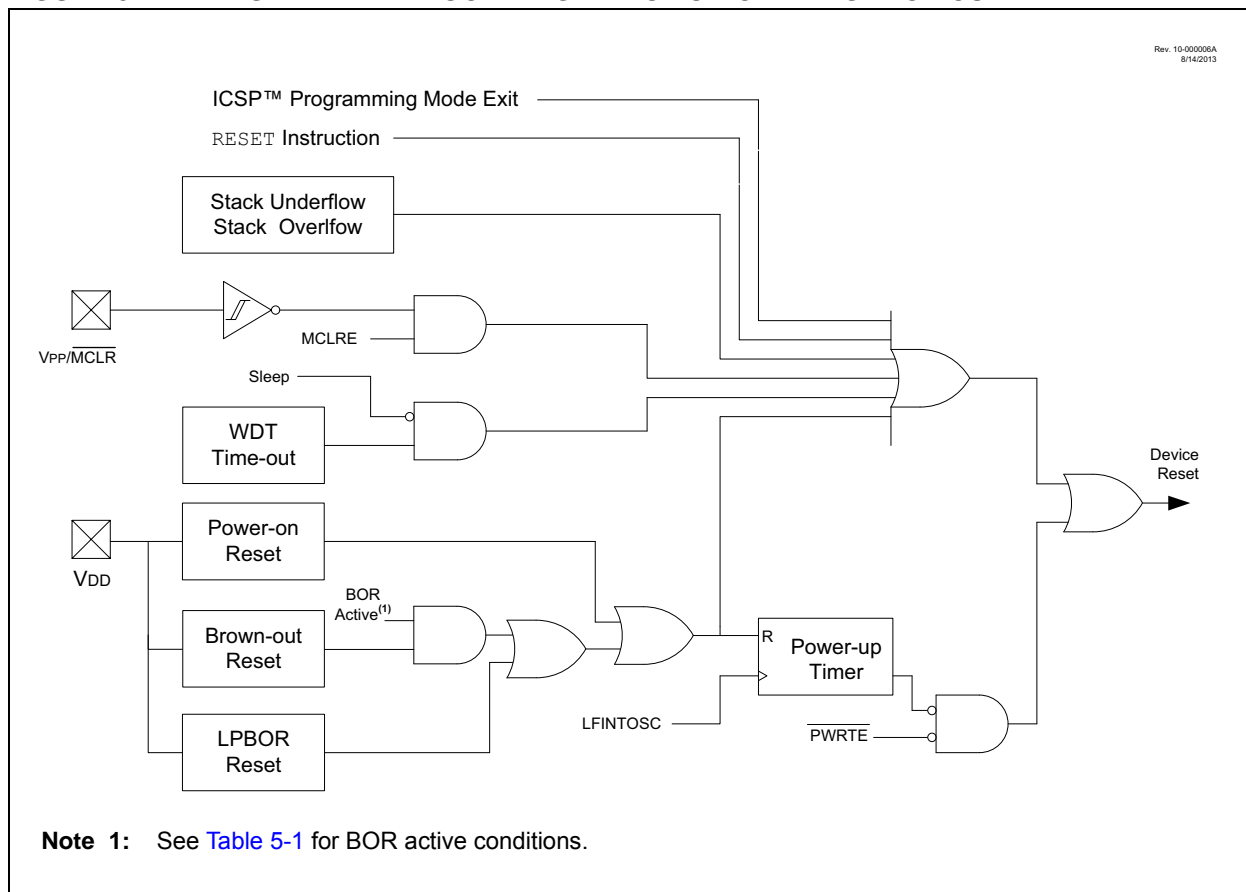 Rev. 10-000006A
8/14/2013
ICSP™ Programming Mode Exit
RESET Instruction
Stack Underflow
Stack Overlfow
VPP/MCLR
MCLRE
Sleep
WDT
Time-out
Device
Reset
VDD
Power-on
Reset
BOR
Active(1)
Brown-out
Reset
R
Power-up
Timer
LFINTOSC
PWRTE
LPBOR
Reset
Note 1: See Table 5-1 for BOR active conditions.